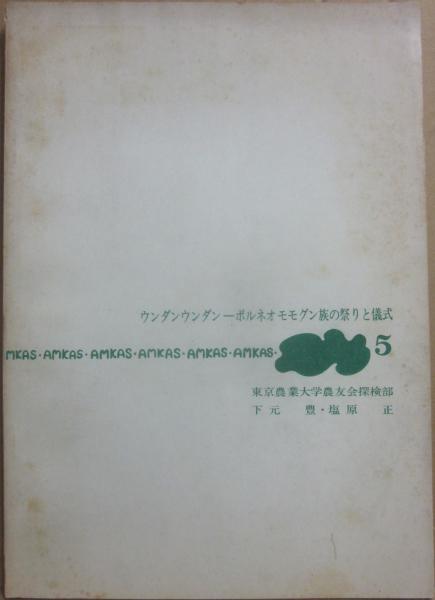 ウンダンウンダン―ボルネオモモグン族の祭りと儀式
MKAS・AMKAS・AMKAS・AMKAS・AMKAS・AMKAS・ 5
東京農業大学農友会探検部
下元 豊・塩原 正